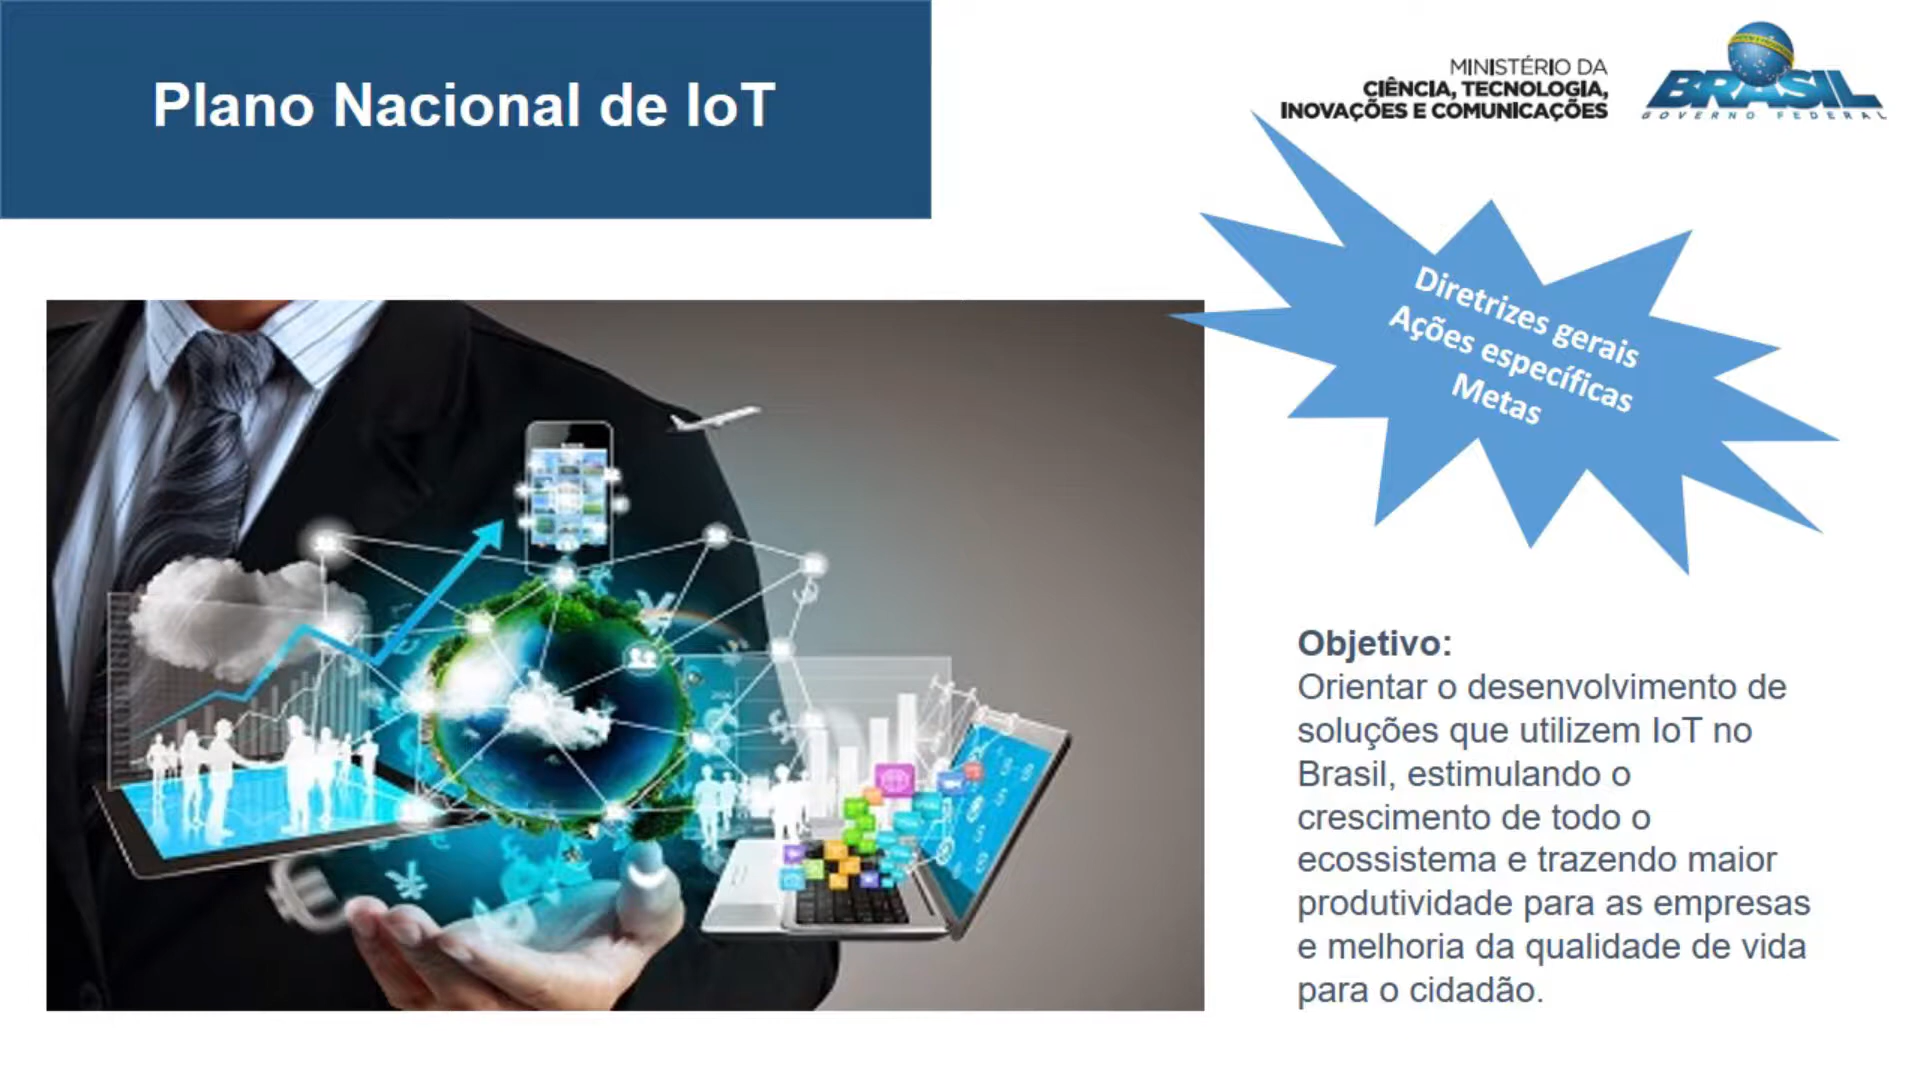 Plano Nacional de IoT
MINISTÉRIO DA
CIÊNCIA, TECNOLOGIA,
INOVAÇÕES E COMUNICAÇÕES
BRASIL
GOVERNO FEDERAL
Diretrizes gerais
Ações específicas
Metas
Objetivo:
Orientar o desenvolvimento de
soluções que utilizem IoT no
Brasil, estimulando o
crescimento de todo o
ecossistema e trazendo maior
produtividade para as empresas
e melhoria da qualidade de vida
para o cidadão.